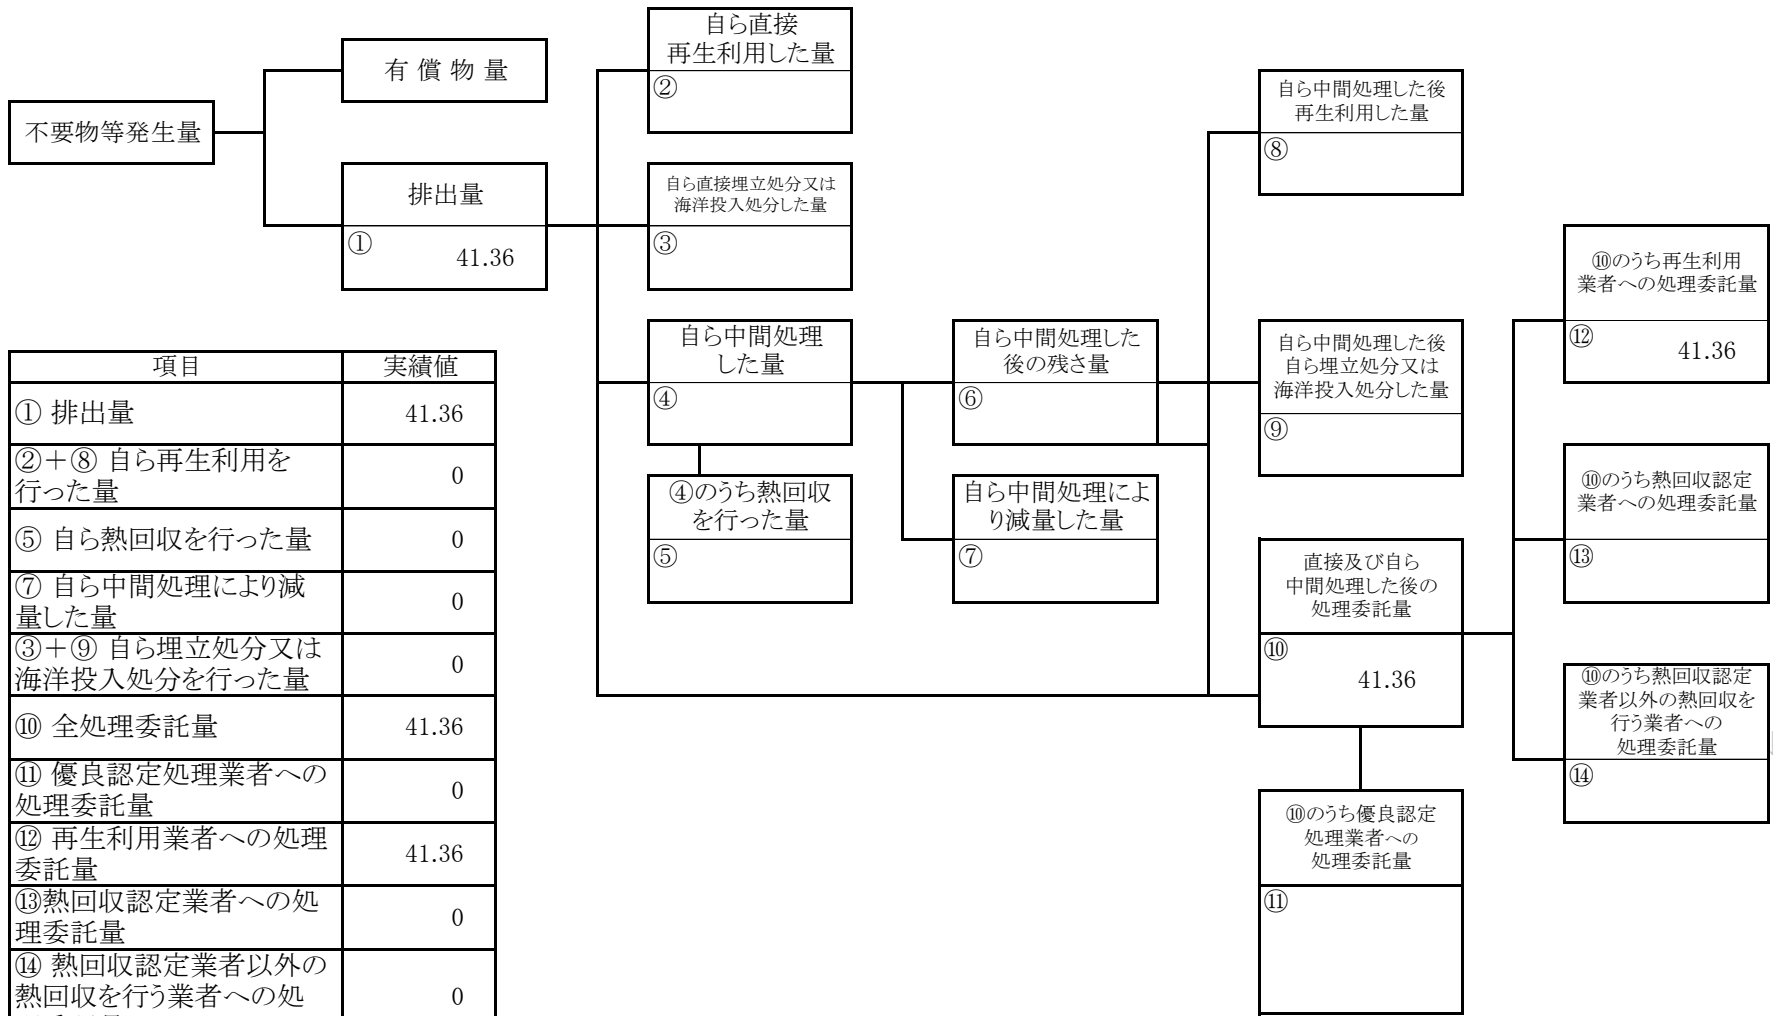 不要物等発生量
有償物量
排出量
①
41.36
自ら直接
再生利用した量
②
自ら直接埋立処分又は
海洋投入処分した量
③
自ら中間処理
した量
④
④のうち熱回収
を行った量
⑤
自ら中間処理した
後の残さ量
⑥
自ら中間処理によ
り減量した量
⑦
自ら中間処理した後
再生利用した量
⑧
自ら中間処理した後
自ら埋立処分又は
海洋投入処分した量
⑨
直接及び自ら
中間処理した後の
処理委託量
⑩
41.36
⑩のうち優良認定
処理業者への
処理委託量
⑪
⑩のうち再生利用
業者への処理委託量
⑫
41.36
⑩のうち熱回収認定
業者への処理委託量
⑬
⑩のうち熱回収認定
業者以外の熱回収を
行う業者への
処理委託量
⑭
項目 実績値
① 排出量 41.36
②+⑧ 自ら再生利用を
行った量 0
⑤ 自ら熱回収を行った量 0
⑦ 自ら中間処理により減
量した量 0
③+⑨ 自ら埋立処分又は
海洋投入処分を行った量 0
⑩ 全処理委託量 41.36
⑪ 優良認定処理業者への
処理委託量 0
⑫ 再生利用業者への処理
委託量 41.36
⑬熱回収認定業者への処
理委託量 0
⑭ 熱回収認定業者以外の
熱回収を行う業者への処 0